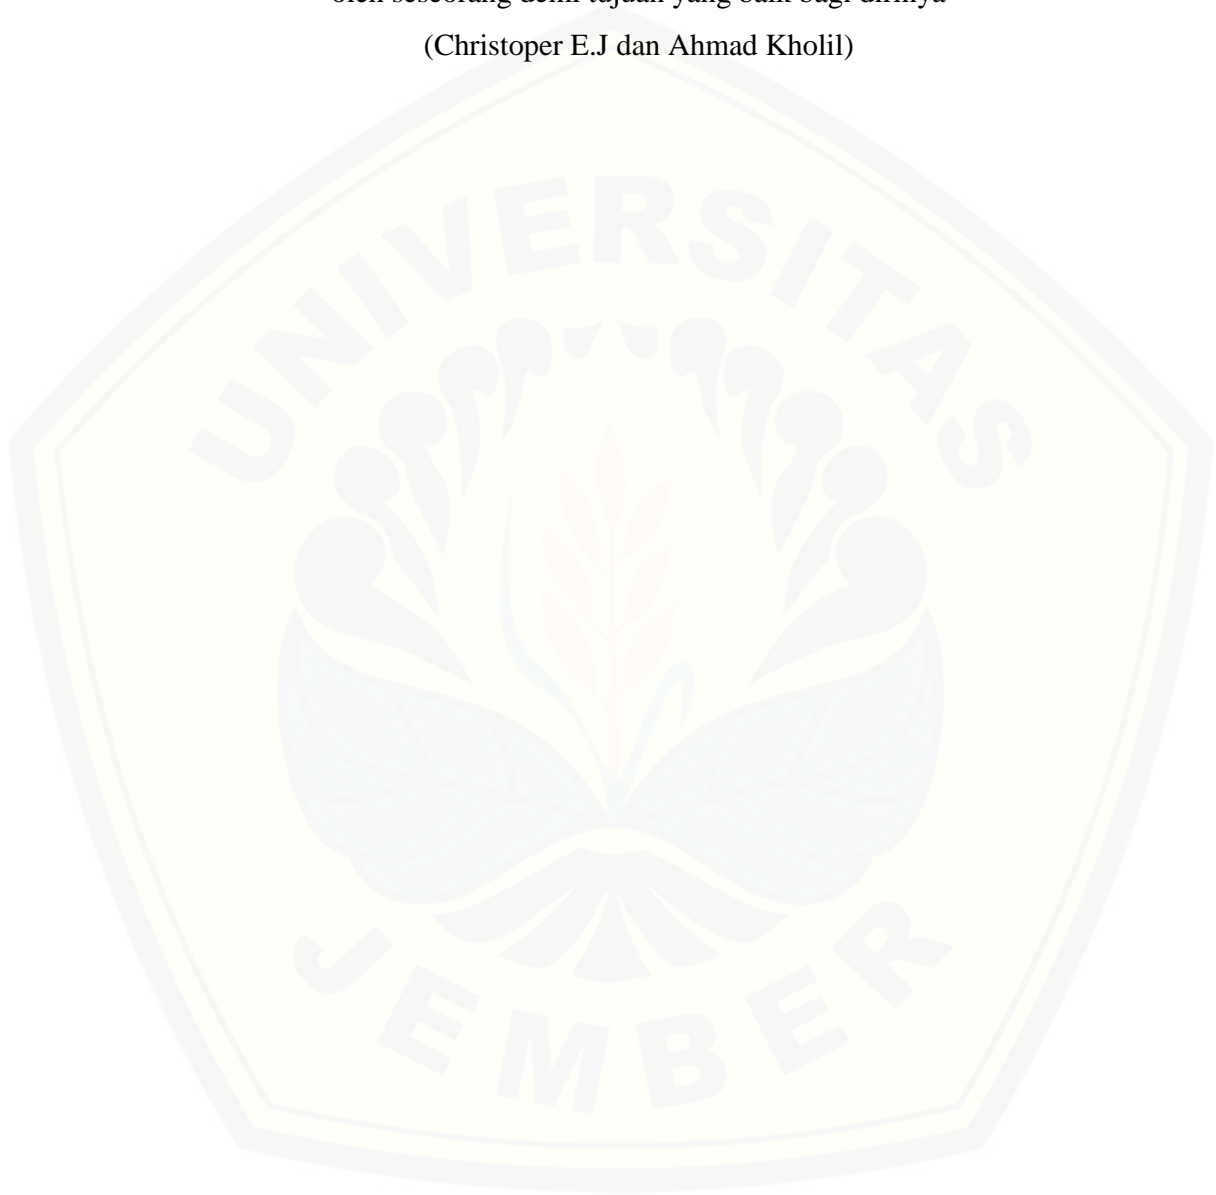 oleh seseorang demi tujuan yang baik bagi dirinya
(Christoper E.J dan Ahmad Kholil)
UNIVERSITAS
JEMBER